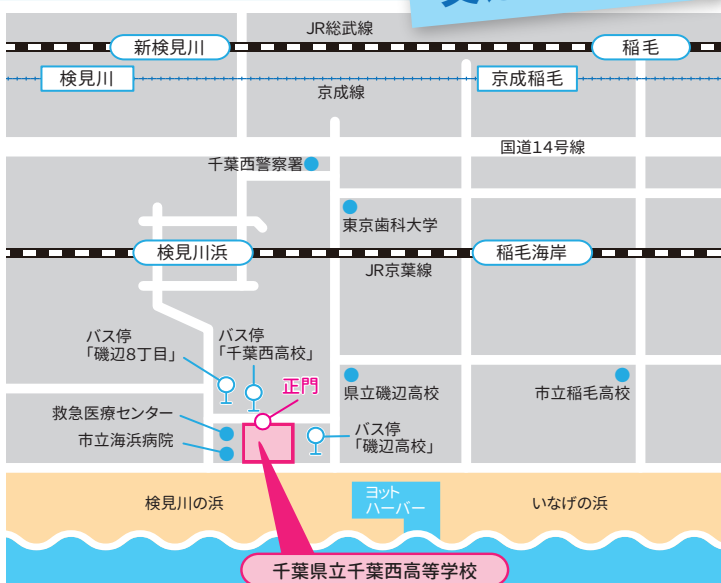 JR総武線
新検見川
稲毛
検見川
京成稲毛
京成線
国道14号線
千葉西警察署
東京歯科大学
検見川浜
稲毛海岸
JR京葉線
バス停
「磯辺8丁目」
バス停
「千葉西高校」
正門
県立磯辺高校
市立稲毛高校
救急医療センター
市立海浜病院
バス停
「磯辺高校」
検見川の浜
ヨット
ハーバー
いなげの浜
千葉県立千葉西高等学校